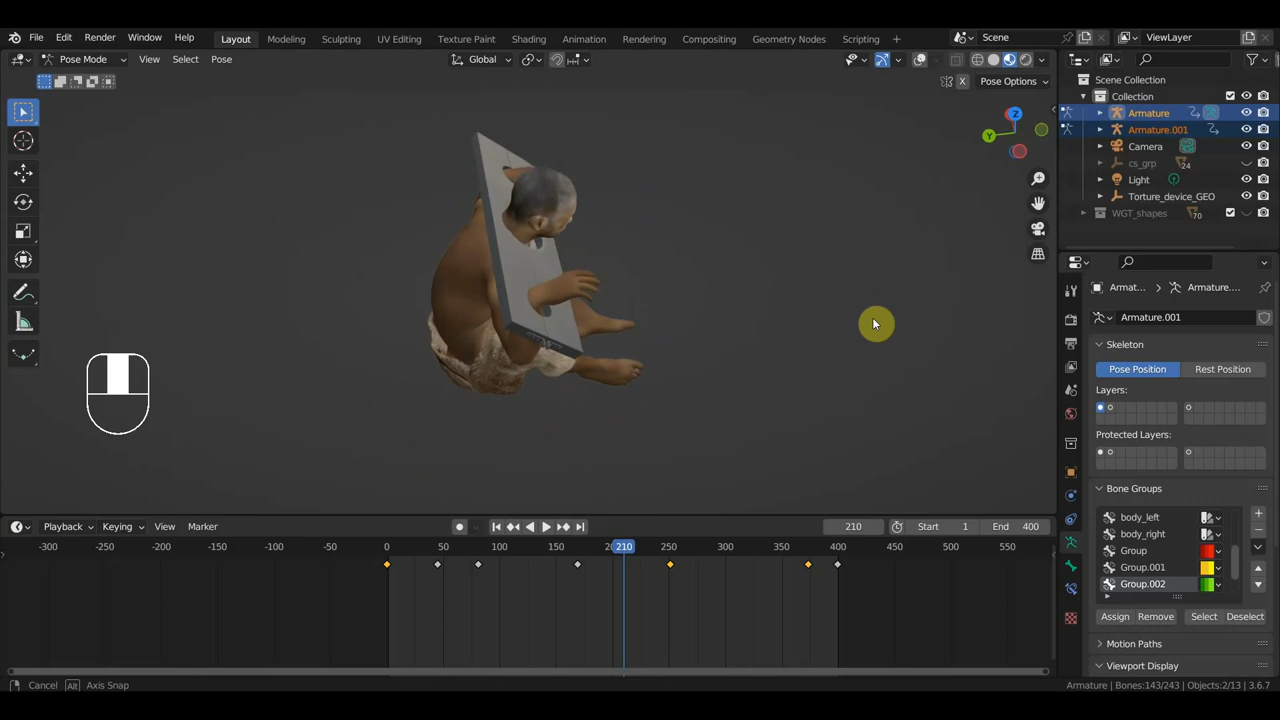 File Edit Render Window Help Layout Modeling Sculpting UV Editing Texture Paint Shading Animation Rendering Compositing Geometry Nodes Scripting + Scene ViewLayer
Pose Mode View Select Pose Global
X Pose Options
Scene Collection
Collection
Armature
Armature.001
Camera
cs_grp 24
Light
Torture_device_GEO
WGT_shapes 70
Z
Y
Armat... > Armature....
Armature.001
Skeleton
Pose Position Rest Position
Layers:
Protected Layers:
Bone Groups
body_left
body_right
Group
Group.001
Group.002
Assign Remove Select Deselect
Motion Paths
Viewport Display
Playback Keying View Marker 210 Start 1 End 400
-300 -250 -200 -150 -100 -50 0 50 100 150 210 250 300 350 400 450 500 550
Cancel Alt Axis Snap Armature | Bones:143/243 | Objects:2/13 | 3.6.7